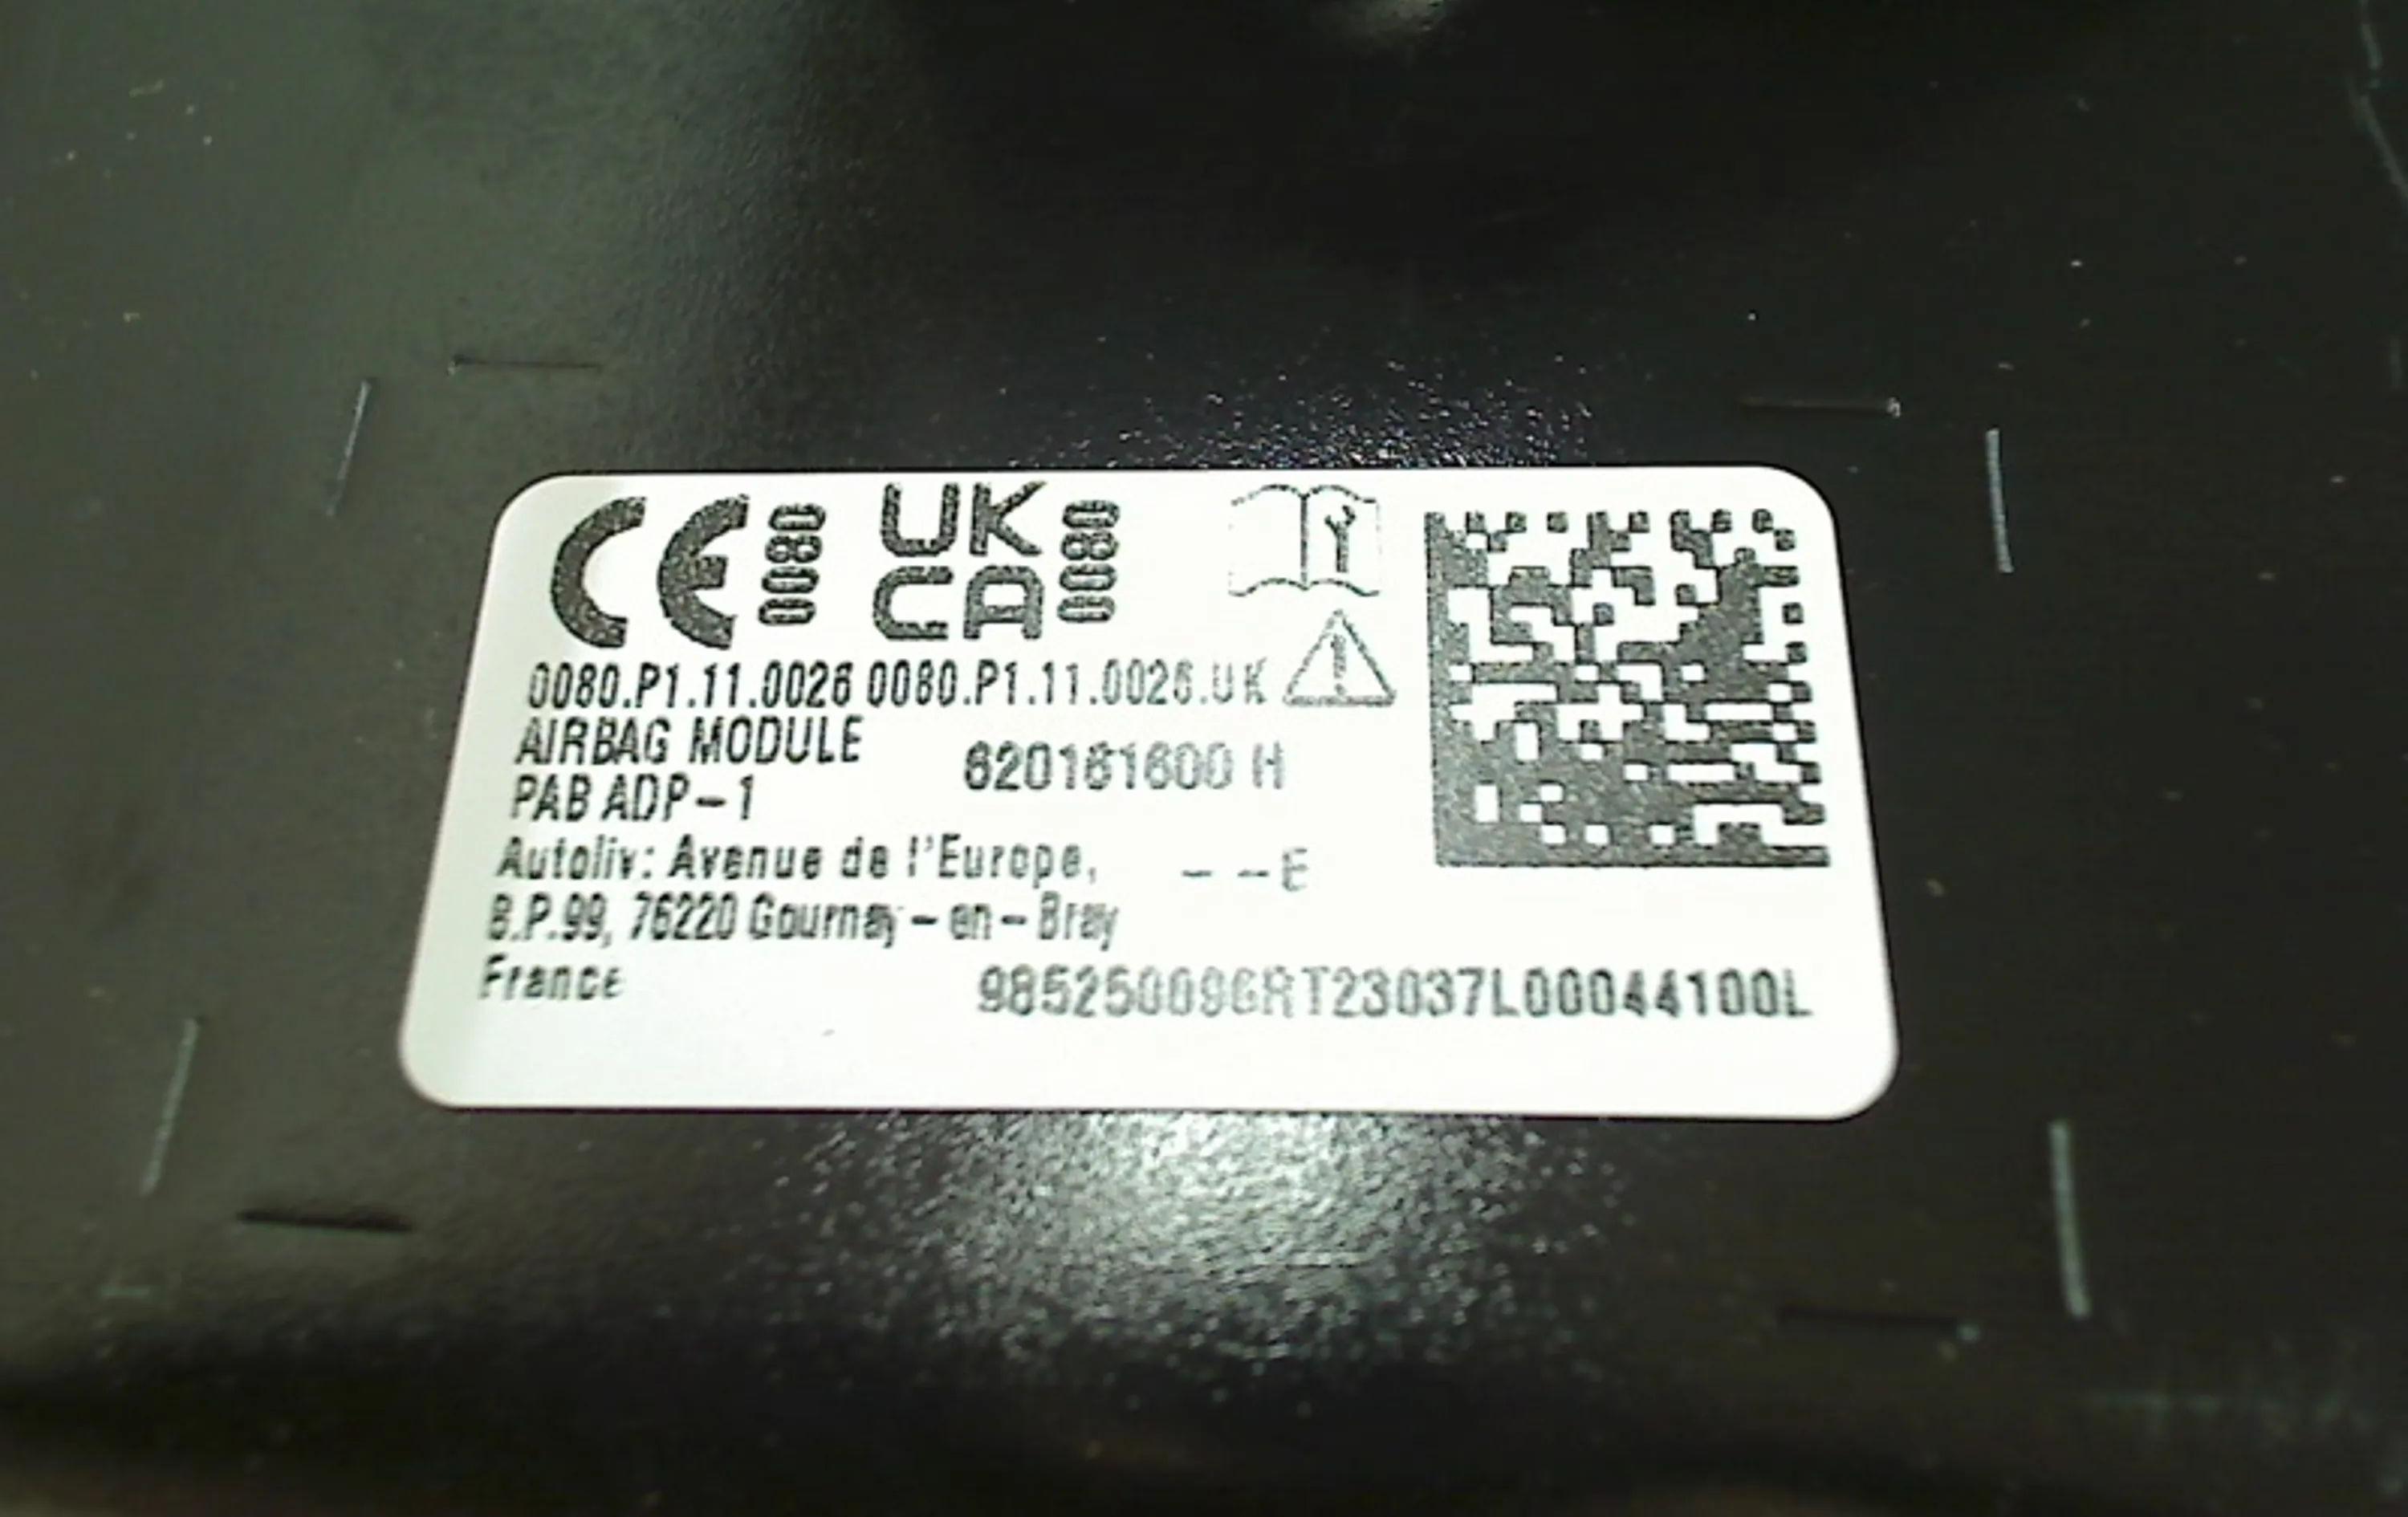 CE 0080 UK CA 0080
0080.P1.11.0026 0080.P1.11.0026.UK
AIRBAG MODULE
620161600 H
PAB ADP-1
Autoliv: Avenue de l'Europe,
--E
B.P.99, 76220 Gournay-en-Bray
France
985250096RT23037L00044100L